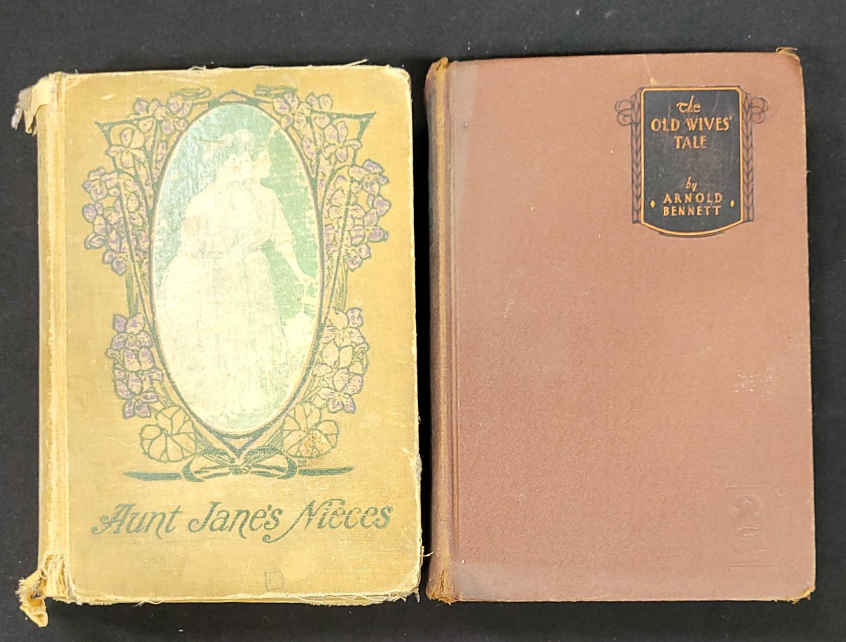 Aunt Jane's Nieces
The
OLD WIVES'
TALE
by
ARNOLD
BENNETT